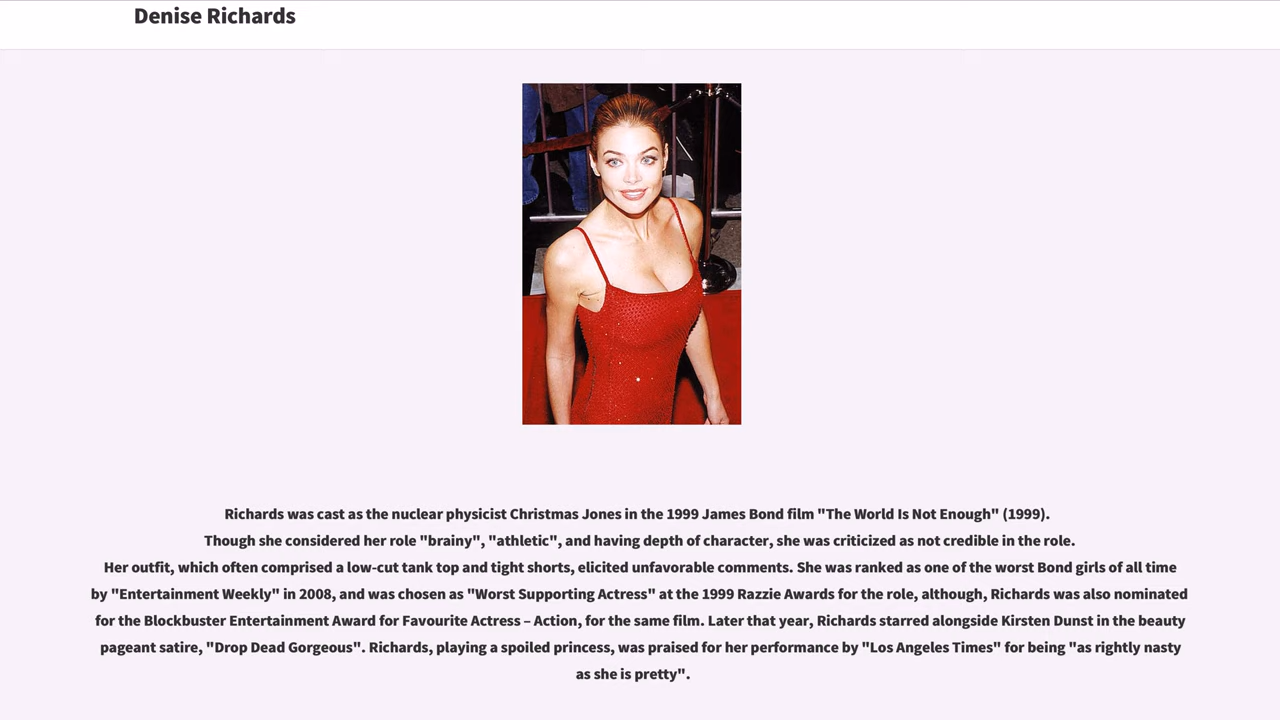 Denise Richards
Richards was cast as the nuclear physicist Christmas Jones in the 1999 James Bond film "The World Is Not Enough" (1999).
Though she considered her role "brainy", "athletic", and having depth of character, she was criticized as not credible in the role.
Her outfit, which often comprised a low-cut tank top and tight shorts, elicited unfavorable comments. She was ranked as one of the worst Bond girls of all time
by "Entertainment Weekly" in 2008, and was chosen as "Worst Supporting Actress" at the 1999 Razzie Awards for the role, although, Richards was also nominated
for the Blockbuster Entertainment Award for Favourite Actress – Action, for the same film. Later that year, Richards starred alongside Kirsten Dunst in the beauty
pageant satire, "Drop Dead Gorgeous". Richards, playing a spoiled princess, was praised for her performance by "Los Angeles Times" for being "as rightly nasty
as she is pretty".